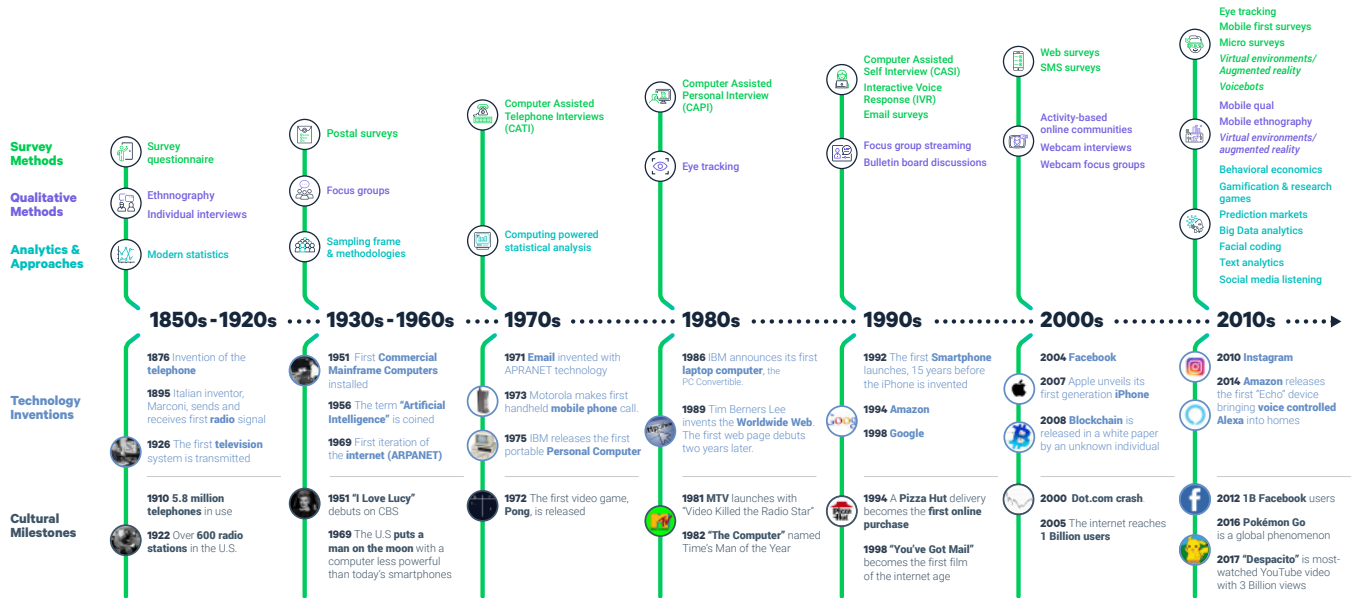 Survey
Methods
Qualitative
Methods
Analytics &
Approaches
Survey
questionnaire
Ethnnography
Individual interviews
Modern statistics
Postal surveys
Focus groups
Sampling frame
& methodologies
Computer Assisted
Telephone Interviews
(CATI)
Computing powered
statistical analysis
Computer Assisted
Personal Interview
(CAPI)
Eye tracking
Computer Assisted
Self Interview (CASI)
Interactive Voice
Response (IVR)
Email surveys
Focus group streaming
Bulletin board discussions
Web surveys
SMS surveys
Activity-based
online communities
Webcam interviews
Webcam focus groups
Eye tracking
Mobile first surveys
Micro surveys
Virtual environments/
Augmented reality
Voicebots
Mobile qual
Mobile ethnography
Virtual environments/
augmented reality
Behavioral economics
Gamification & research
games
Prediction markets
Big Data analytics
Facial coding
Text analytics
Social media listening
1850s-1920s
1930s-1960s
1970s
1980s
1990s
2000s
2010s
Technology
Inventions
1876 Invention of the
telephone
1895 Italian inventor,
Marconi, sends and
receives first radio signal
1926 The first television
system is transmitted
1951 First Commercial
Mainframe Computers
installed
1956 The term "Artificial
Intelligence" is coined
1969 First iteration of
the internet (ARPANET)
1971 Email invented with
APRANET technology
1973 Motorola makes first
handheld mobile phone call.
1975 IBM releases the first
portable Personal Computer
1986 IBM announces its first
laptop computer, the
PC Convertible.
1989 Tim Berners Lee
invents the Worldwide Web.
The first web page debuts
two years later.
1992 The first Smartphone
launches, 15 years before
the iPhone is invented
1994 Amazon
1998 Google
2004 Facebook
2007 Apple unveils its
first generation iPhone
2008 Blockchain is
released in a white paper
by an unknown individual
2010 Instagram
2014 Amazon releases
the first "Echo" device
bringing voice controlled
Alexa into homes
Cultural
Milestones
1910 5.8 million
telephones in use
1922 Over 600 radio
stations in the U.S.
1951 "I Love Lucy"
debuts on CBS
1969 The U.S puts a
man on the moon with a
computer less powerful
than today's smartphones
1972 The first video game,
Pong, is released
1981 MTV launches with
"Video Killed the Radio Star"
1982 "The Computer" named
Time's Man of the Year
1994 A Pizza Hut delivery
becomes the first online
purchase
1998 "You've Got Mail"
becomes the first film
of the internet age
2000 Dot.com crash
2005 The internet reaches
1 Billion users
2012 1B Facebook users
2016 Pokémon Go
is a global phenomenon
2017 "Despacito" is most-
watched YouTube video
with 3 Billion views